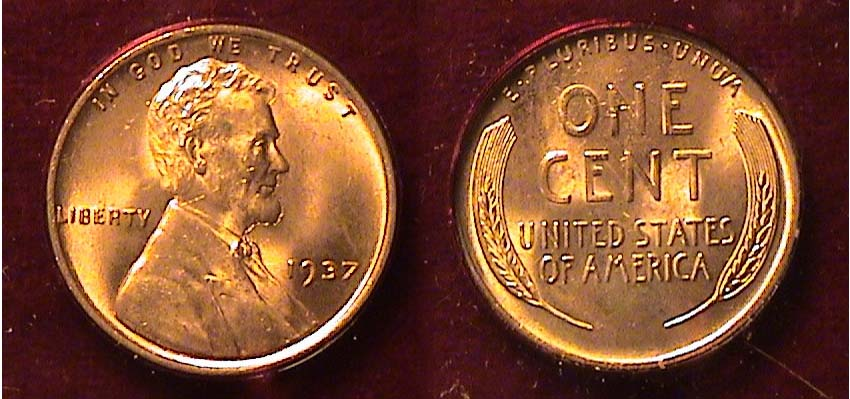 IN GOD WE TRUST
LIBERTY
1937
E·PLURIBUS·UNUM
ONE
CENT
UNITED STATES
OF AMERICA